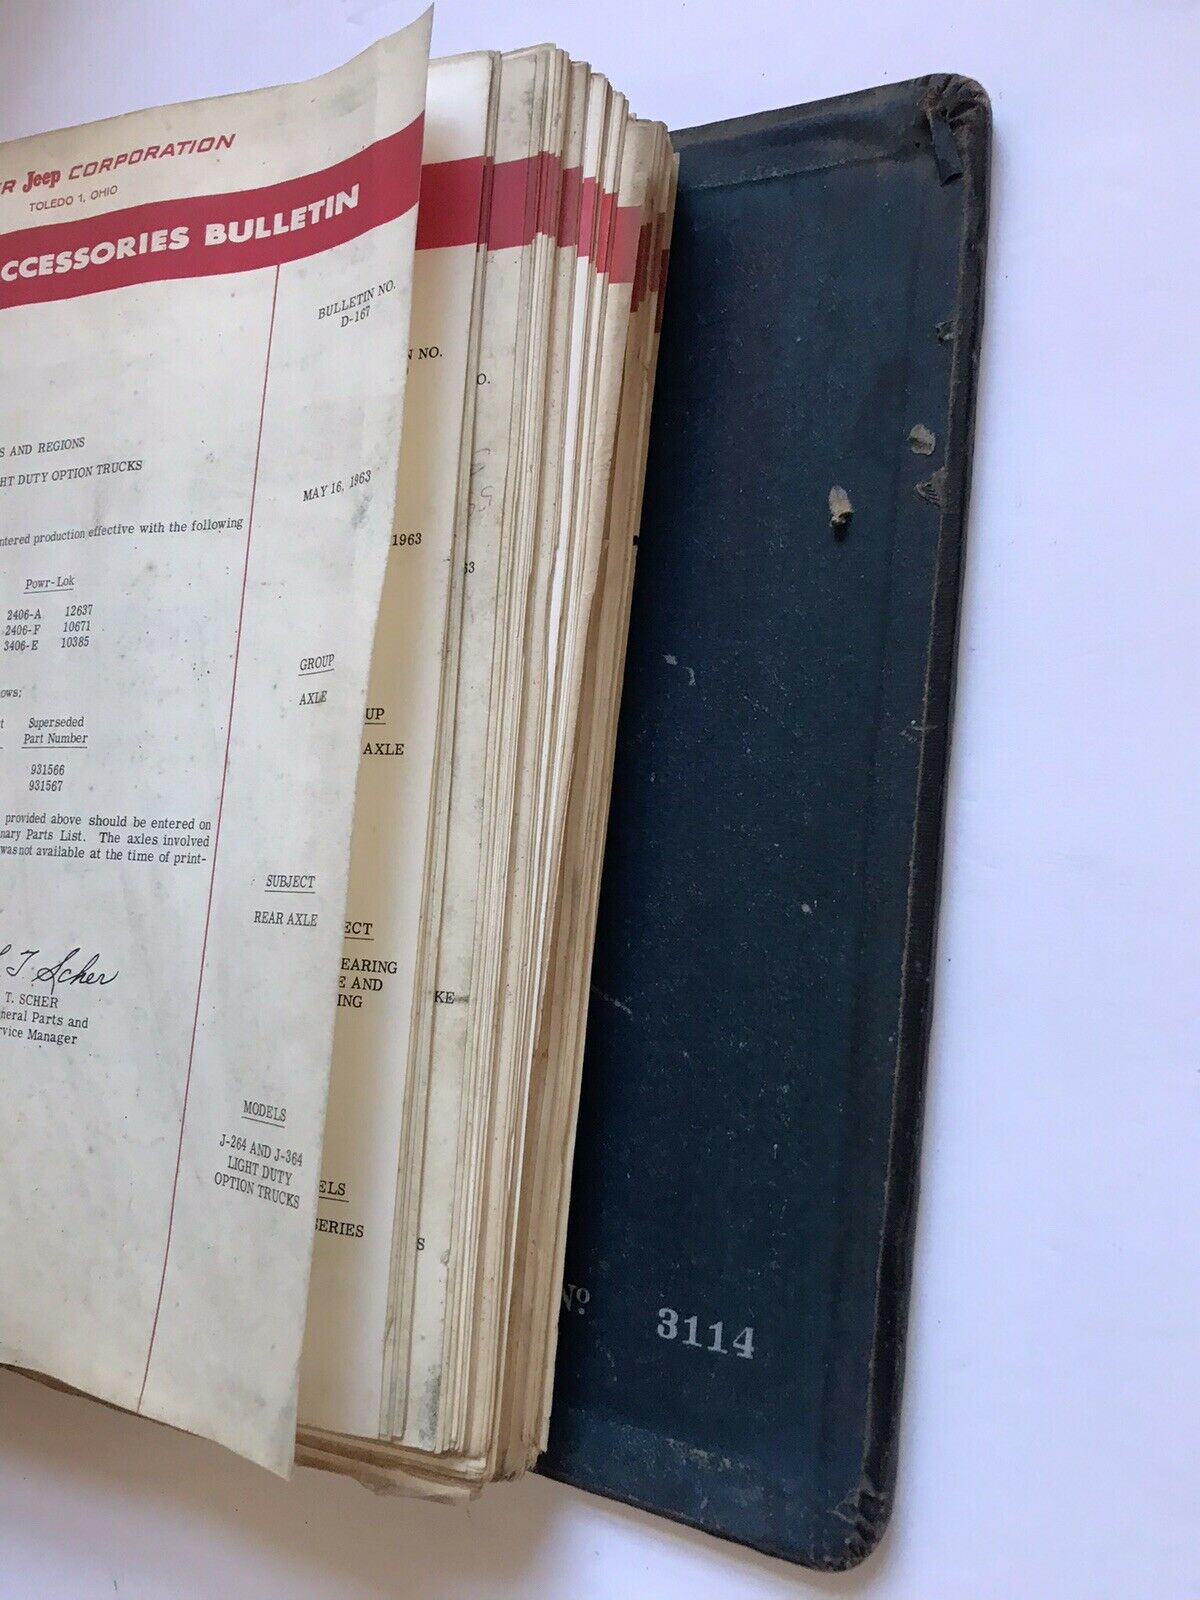 Jeep CORPORATION
TOLEDO 1, OHIO
CCESSORIES BULLETIN
BULLETIN NO.
D-167
S AND REGIONS
HT DUTY OPTION TRUCKS
MAY 16, 1963
ntered production effective with the following
Powr-Lok
2406-A 12637
2406-F 10671
3406-E 10385
GROUP
AXLE
ows:
t Superseded
Part Number
931566
931567
provided above should be entered on
nary Parts List. The axles involved
was not available at the time of print-
SUBJECT
REAR AXLE
T Scher
T. SCHER
neral Parts and
rvice Manager
MODELS
J-264 AND J-364
LIGHT DUTY
OPTION TRUCKS
N NO.
1963
UP
AXLE
ECT
EARING
E AND
ING
ELS
SERIES
O.
63
KE
S
No. 3114